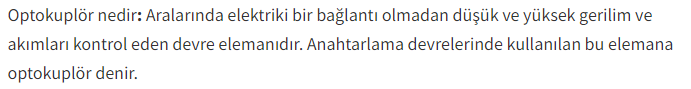 Optokuplör nedir: Aralarında elektriki bir bağlantı olmadan düşük ve yüksek gerilim ve
akımları kontrol eden devre elemanıdır. Anahtarlama devrelerinde kullanılan bu elemana
optokuplör denir.